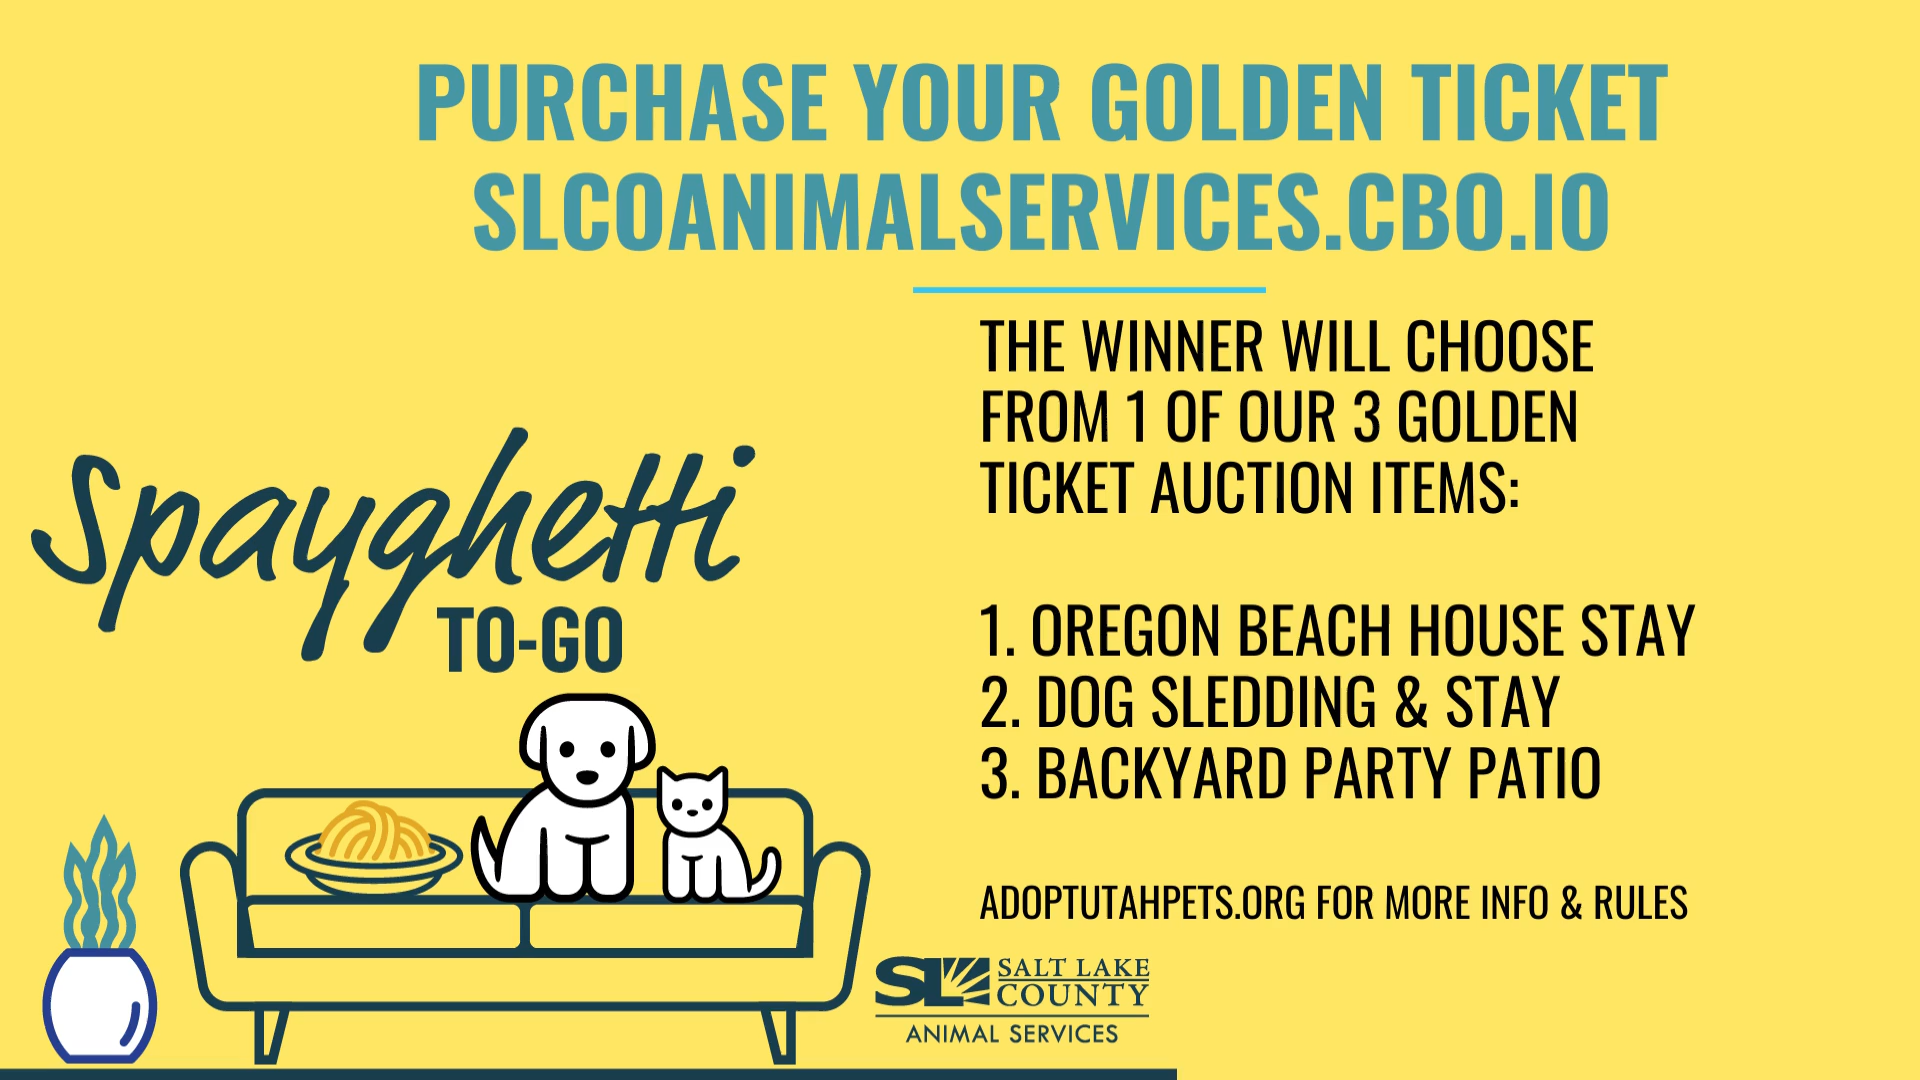 PURCHASE YOUR GOLDEN TICKET
SLCOANIMALSERVICES.CBO.IO
THE WINNER WILL CHOOSE
FROM 1 OF OUR 3 GOLDEN
TICKET AUCTION ITEMS:
1. OREGON BEACH HOUSE STAY
2. DOG SLEDDING & STAY
3. BACKYARD PARTY PATIO
ADOPTUTAHPETS.ORG FOR MORE INFO & RULES
Spayghetti
TO-GO
SL
SALT LAKE
COUNTY
ANIMAL SERVICES